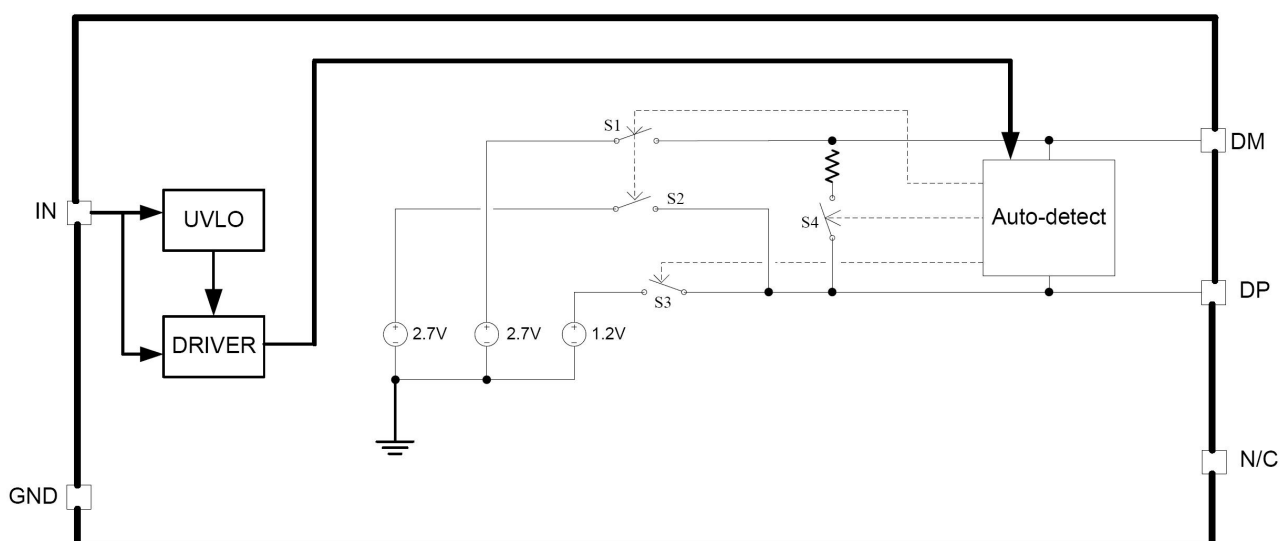 S1
DM
IN
UVLO
S2
S4
Auto-detect
S3
DP
DRIVER
+
−
2.7V
+
−
2.7V
+
−
1.2V
N/C
GND